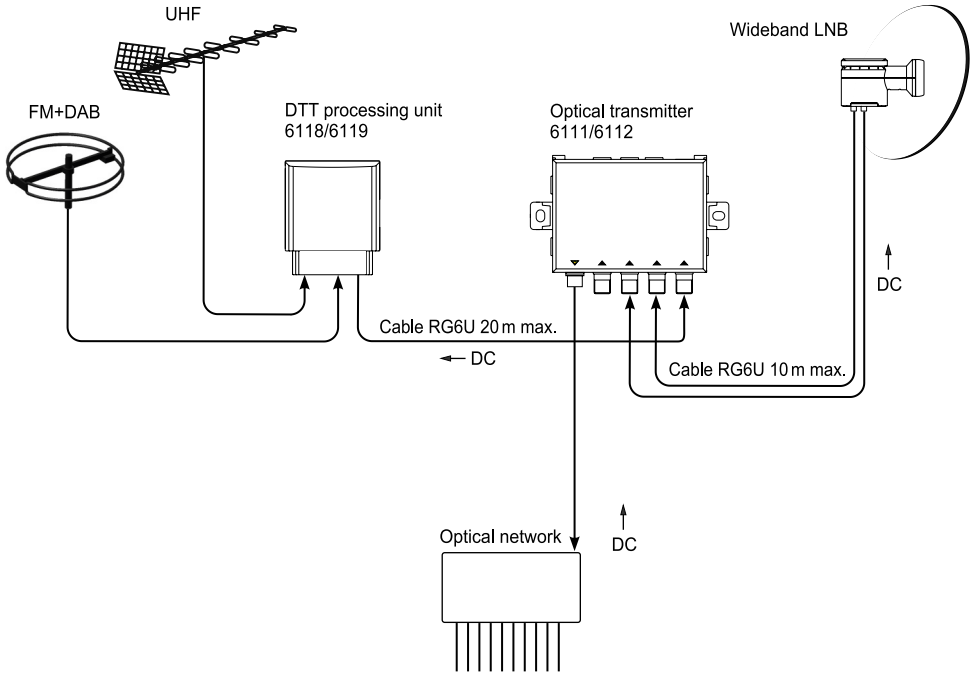 UHF
Wideband LNB
FM+DAB
DTT processing unit
6118/6119
Optical transmitter
6111/6112
DC
Cable RG6U 20 m max.
DC
Cable RG6U 10 m max.
Optical network
DC